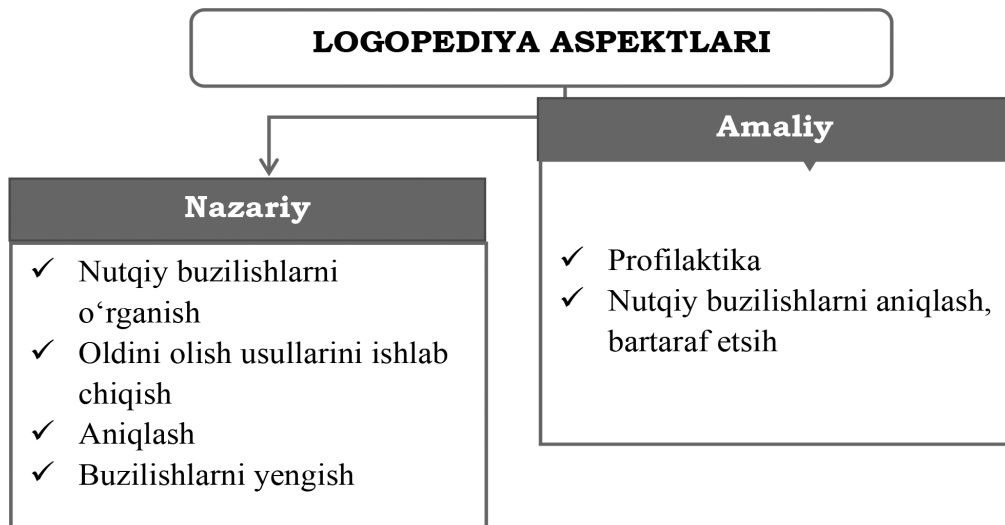 LOGOPEDIYA ASPEKTLARI
Nazariy
✓ Nutqiy buzilishlarni
o‘rganish
✓ Oldini olish usullarini ishlab
chiqish
✓ Aniqlash
✓ Buzilishlarni yengish
Amaliy
✓ Profilaktika
✓ Nutqiy buzilishlarni aniqlash,
bartaraf etsih